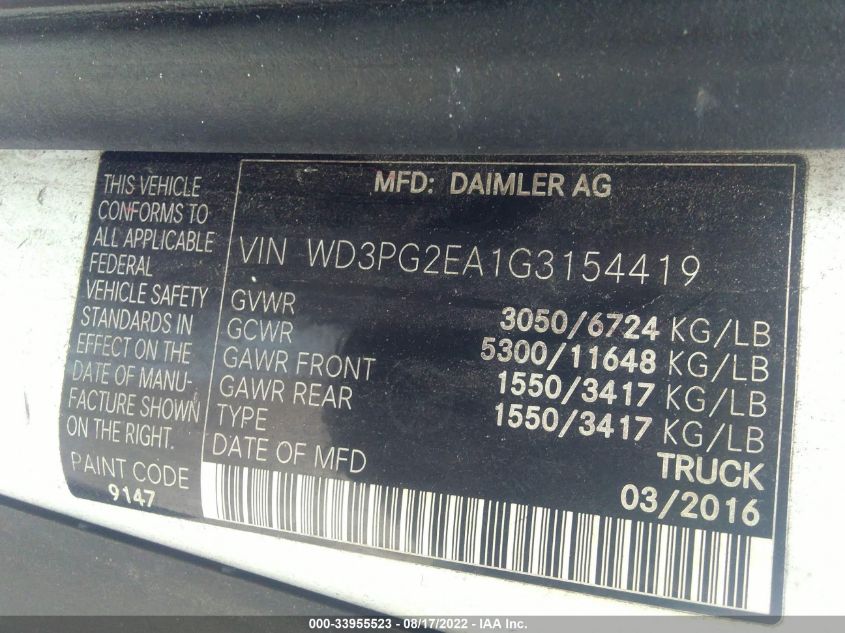 MFD: DAIMLER AG
THIS VEHICLE
CONFORMS TO
ALL APPLICABLE
FEDERAL
VEHICLE SAFETY
STANDARDS IN
EFFECT ON THE
DATE OF MANU-
FACTURE SHOWN
ON THE RIGHT.
PAINT CODE
9147
VIN WD3PG2EA1G3154419
GVWR 3050/6724 KG/LB
GCWR 5300/11648 KG/LB
GAWR FRONT 1550/3417 KG/LB
GAWR REAR 1550/3417 KG/LB
TYPE TRUCK
DATE OF MFD 03/2016
000-33955523 - 08/17/2022 - IAA Inc.